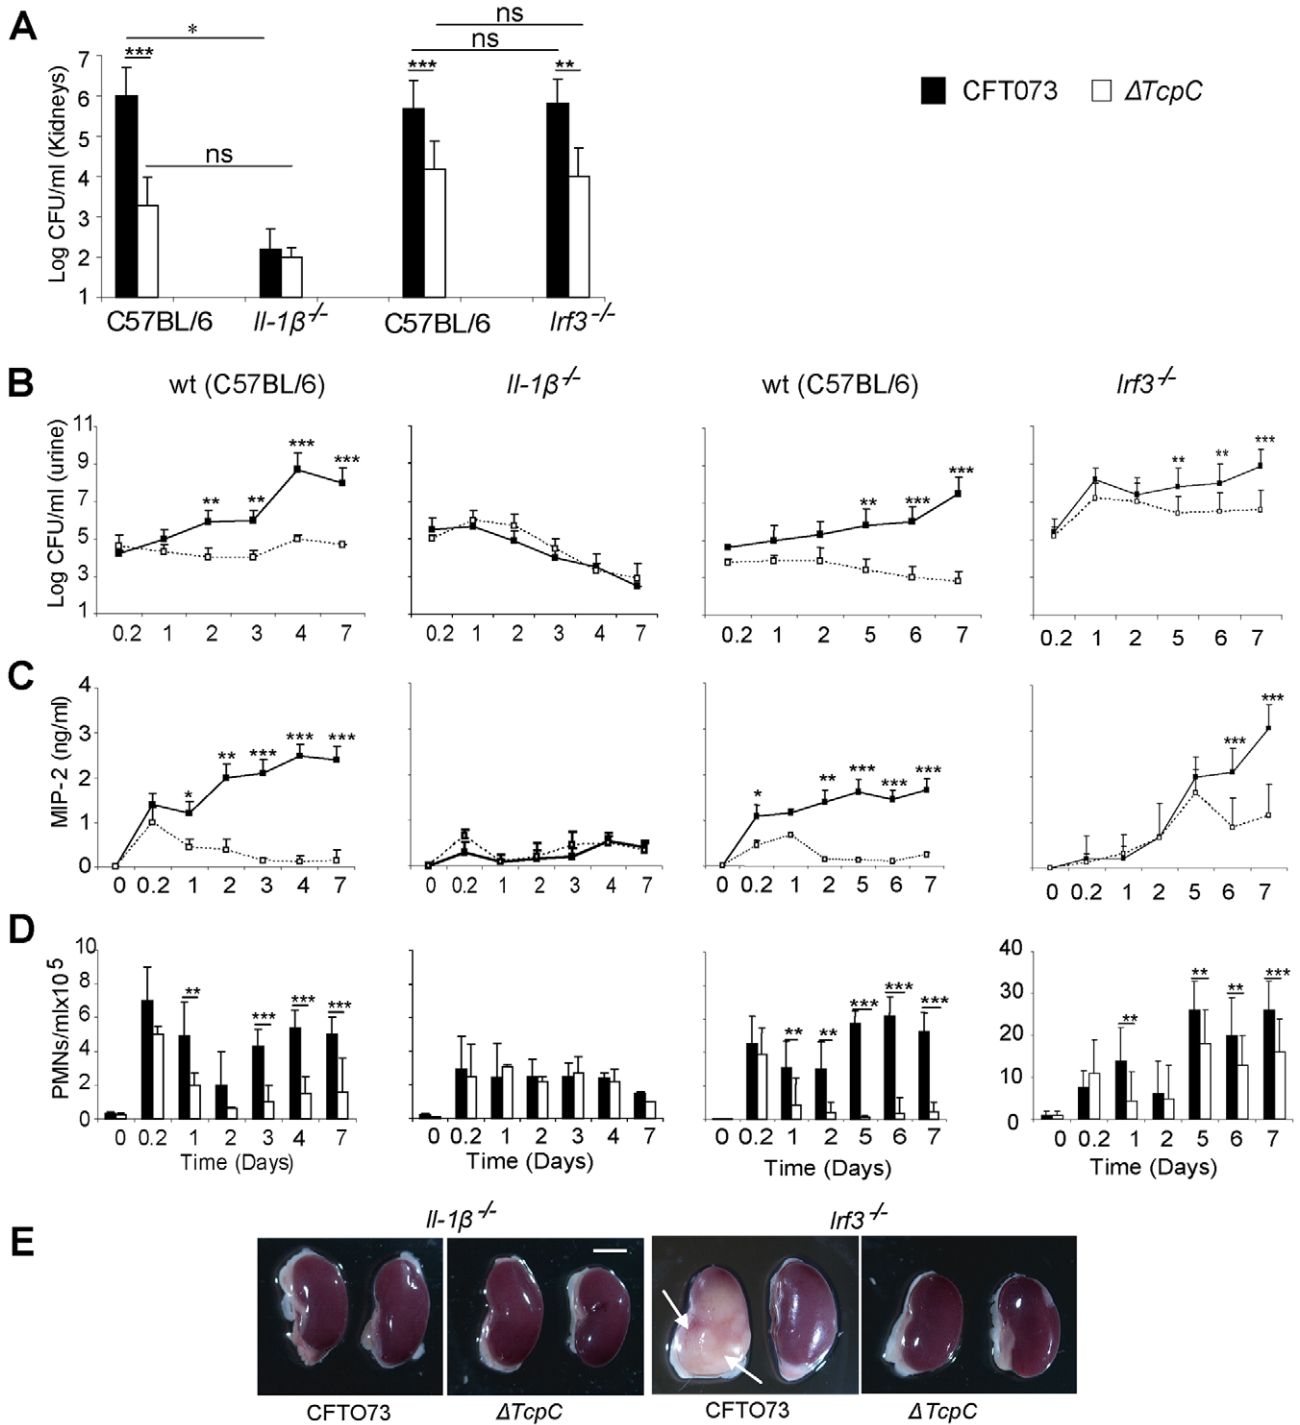 A
ns
*
ns
*** *** **
7
6
5
4
3
2
1
Log CFU/ml (Kidneys)
ns
CFT073 ΔTcpC
C57BL/6 Il-1β-/- C57BL/6 Irf3-/-
B
wt (C57BL/6) Il-1β-/- wt (C57BL/6) Irf3-/-
Log CFU/ml (urine)
11
9
7
5
3
1
** ** *** ***
** *** ***
** ** ***
0.2 1 2 3 4 7
0.2 1 2 3 4 7
0.2 1 2 5 6 7
0.2 1 2 5 6 7
C
MIP-2 (ng/ml)
4
3
2
1
0
* ** *** *** ***
* ** *** *** ***
*** ***
0 0.2 1 2 3 4 7
0 0.2 1 2 3 4 7
0 0.2 1 2 5 6 7
0 0.2 1 2 5 6 7
D
PMNs/mlx10 5
10
8
6
4
2
0
** *** *** ***
** ** *** *** ***
40
30
20
10
0
** ** ** ***
0 0.2 1 2 3 4 7
0 0.2 1 2 3 4 7
0 0.2 1 2 5 6 7
0 0.2 1 2 5 6 7
Time (Days) Time (Days) Time (Days) Time (Days)
E
Il-1β-/- Irf3-/-
CFTO73 ΔTcpC CFTO73 ΔTcpC